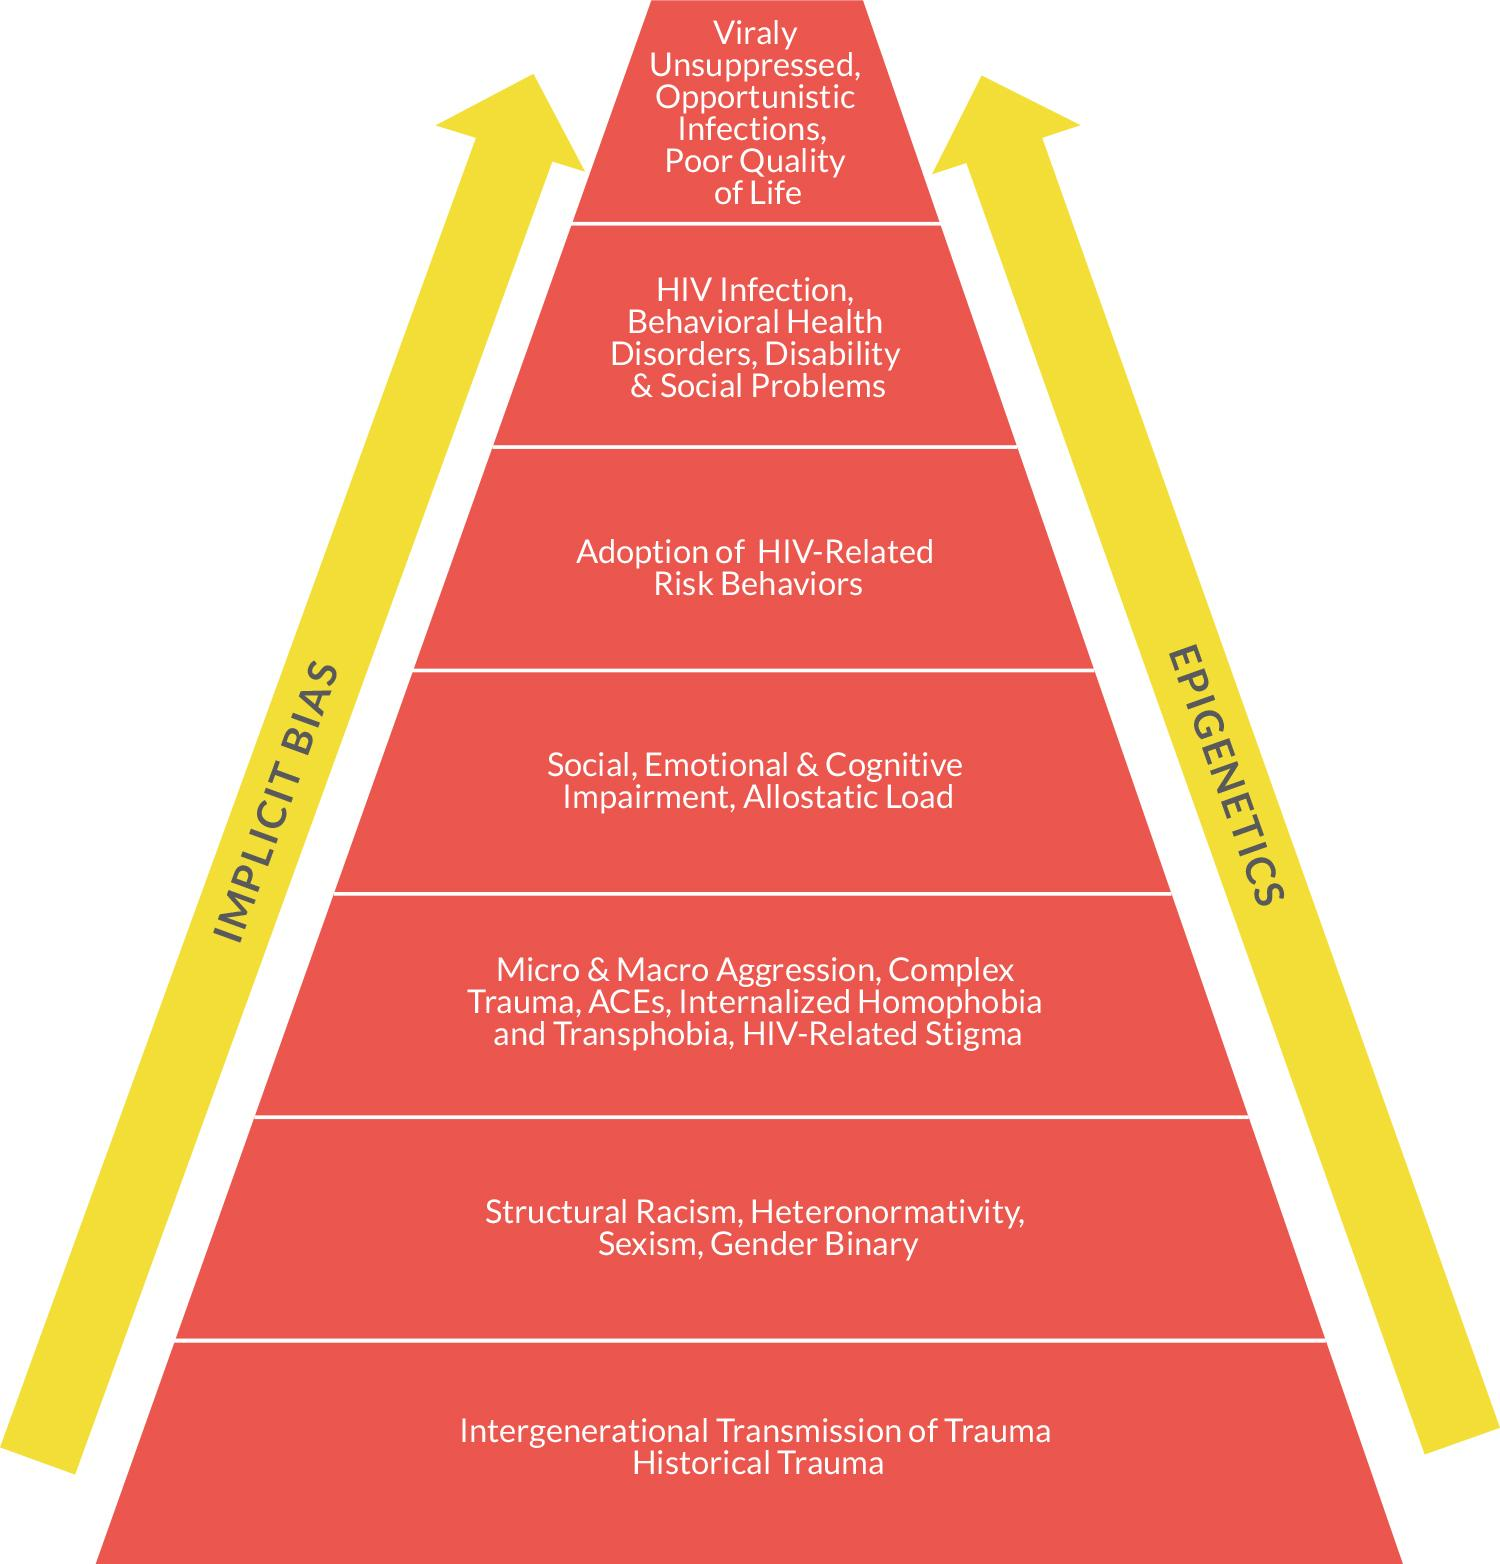 Viraly
Unsuppressed,
Opportunistic
Infections,
Poor Quality
of Life
HIV Infection,
Behavioral Health
Disorders, Disability
& Social Problems
Adoption of HIV-Related
Risk Behaviors
Social, Emotional & Cognitive
Impairment, Allostatic Load
Micro & Macro Aggression, Complex
Trauma, ACEs, Internalized Homophobia
and Transphobia, HIV-Related Stigma
Structural Racism, Heteronormativity,
Sexism, Gender Binary
Intergenerational Transmission of Trauma
Historical Trauma
IMPLICIT BIAS
EPIGENETICS